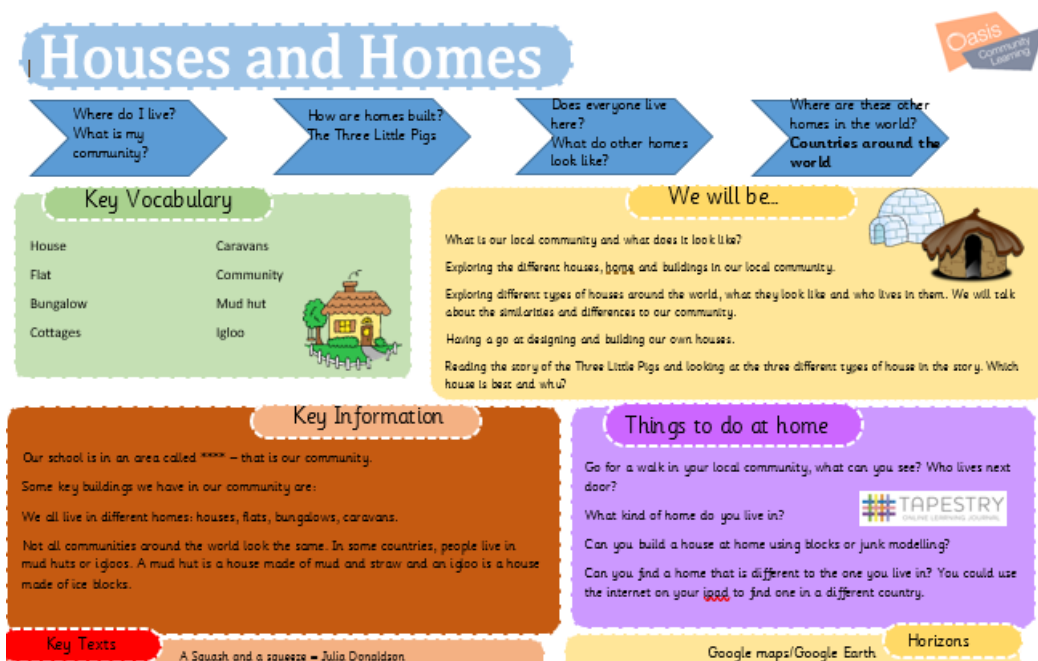 Houses and Homes
Oasis
Community
Learning
Where do I live?
What is my
community?
How are homes built?
The Three Little Pigs
Does everyone live
here?
What do other homes
look like?
Where are these other
homes in the world?
Countries around the
world
Key Vocabulary
House
Flat
Bungalow
Cottages
Caravans
Community
Mud hut
Igloo
We will be...
What is our local community and what does it look like?
Exploring the different houses, home and buildings in our local community.
Exploring different types of houses around the world, what they look like and who lives in them. We will talk
about the similarities and differences to our community.
Having a go at designing and building our own houses.
Reading the story of the Three Little Pigs and looking at the three different types of house in the story. Which
house is best and why?
Key Information
Our school is in an area called **** – that is our community.
Some key buildings we have in our community are:
We all live in different homes: houses, flats, bungalows, caravans.
Not all communities around the world look the same. In some countries, people live in
mud huts or igloos. A mud hut is a house made of mud and straw and an igloo is a house
made of ice blocks.
Things to do at home
Go for a walk in your local community, what can you see? Who lives next
door?
What kind of home do you live in?
TAPESTRY
ONLINE LEARNING JOURNAL
Can you build a house at home using blocks or junk modelling?
Can you find a home that is different to the one you live in? You could use
the internet on your ipad to find one in a different country.
Key Texts
A Squash and a squeeze – Julia Donaldson
Horizons
Google maps/Google Earth